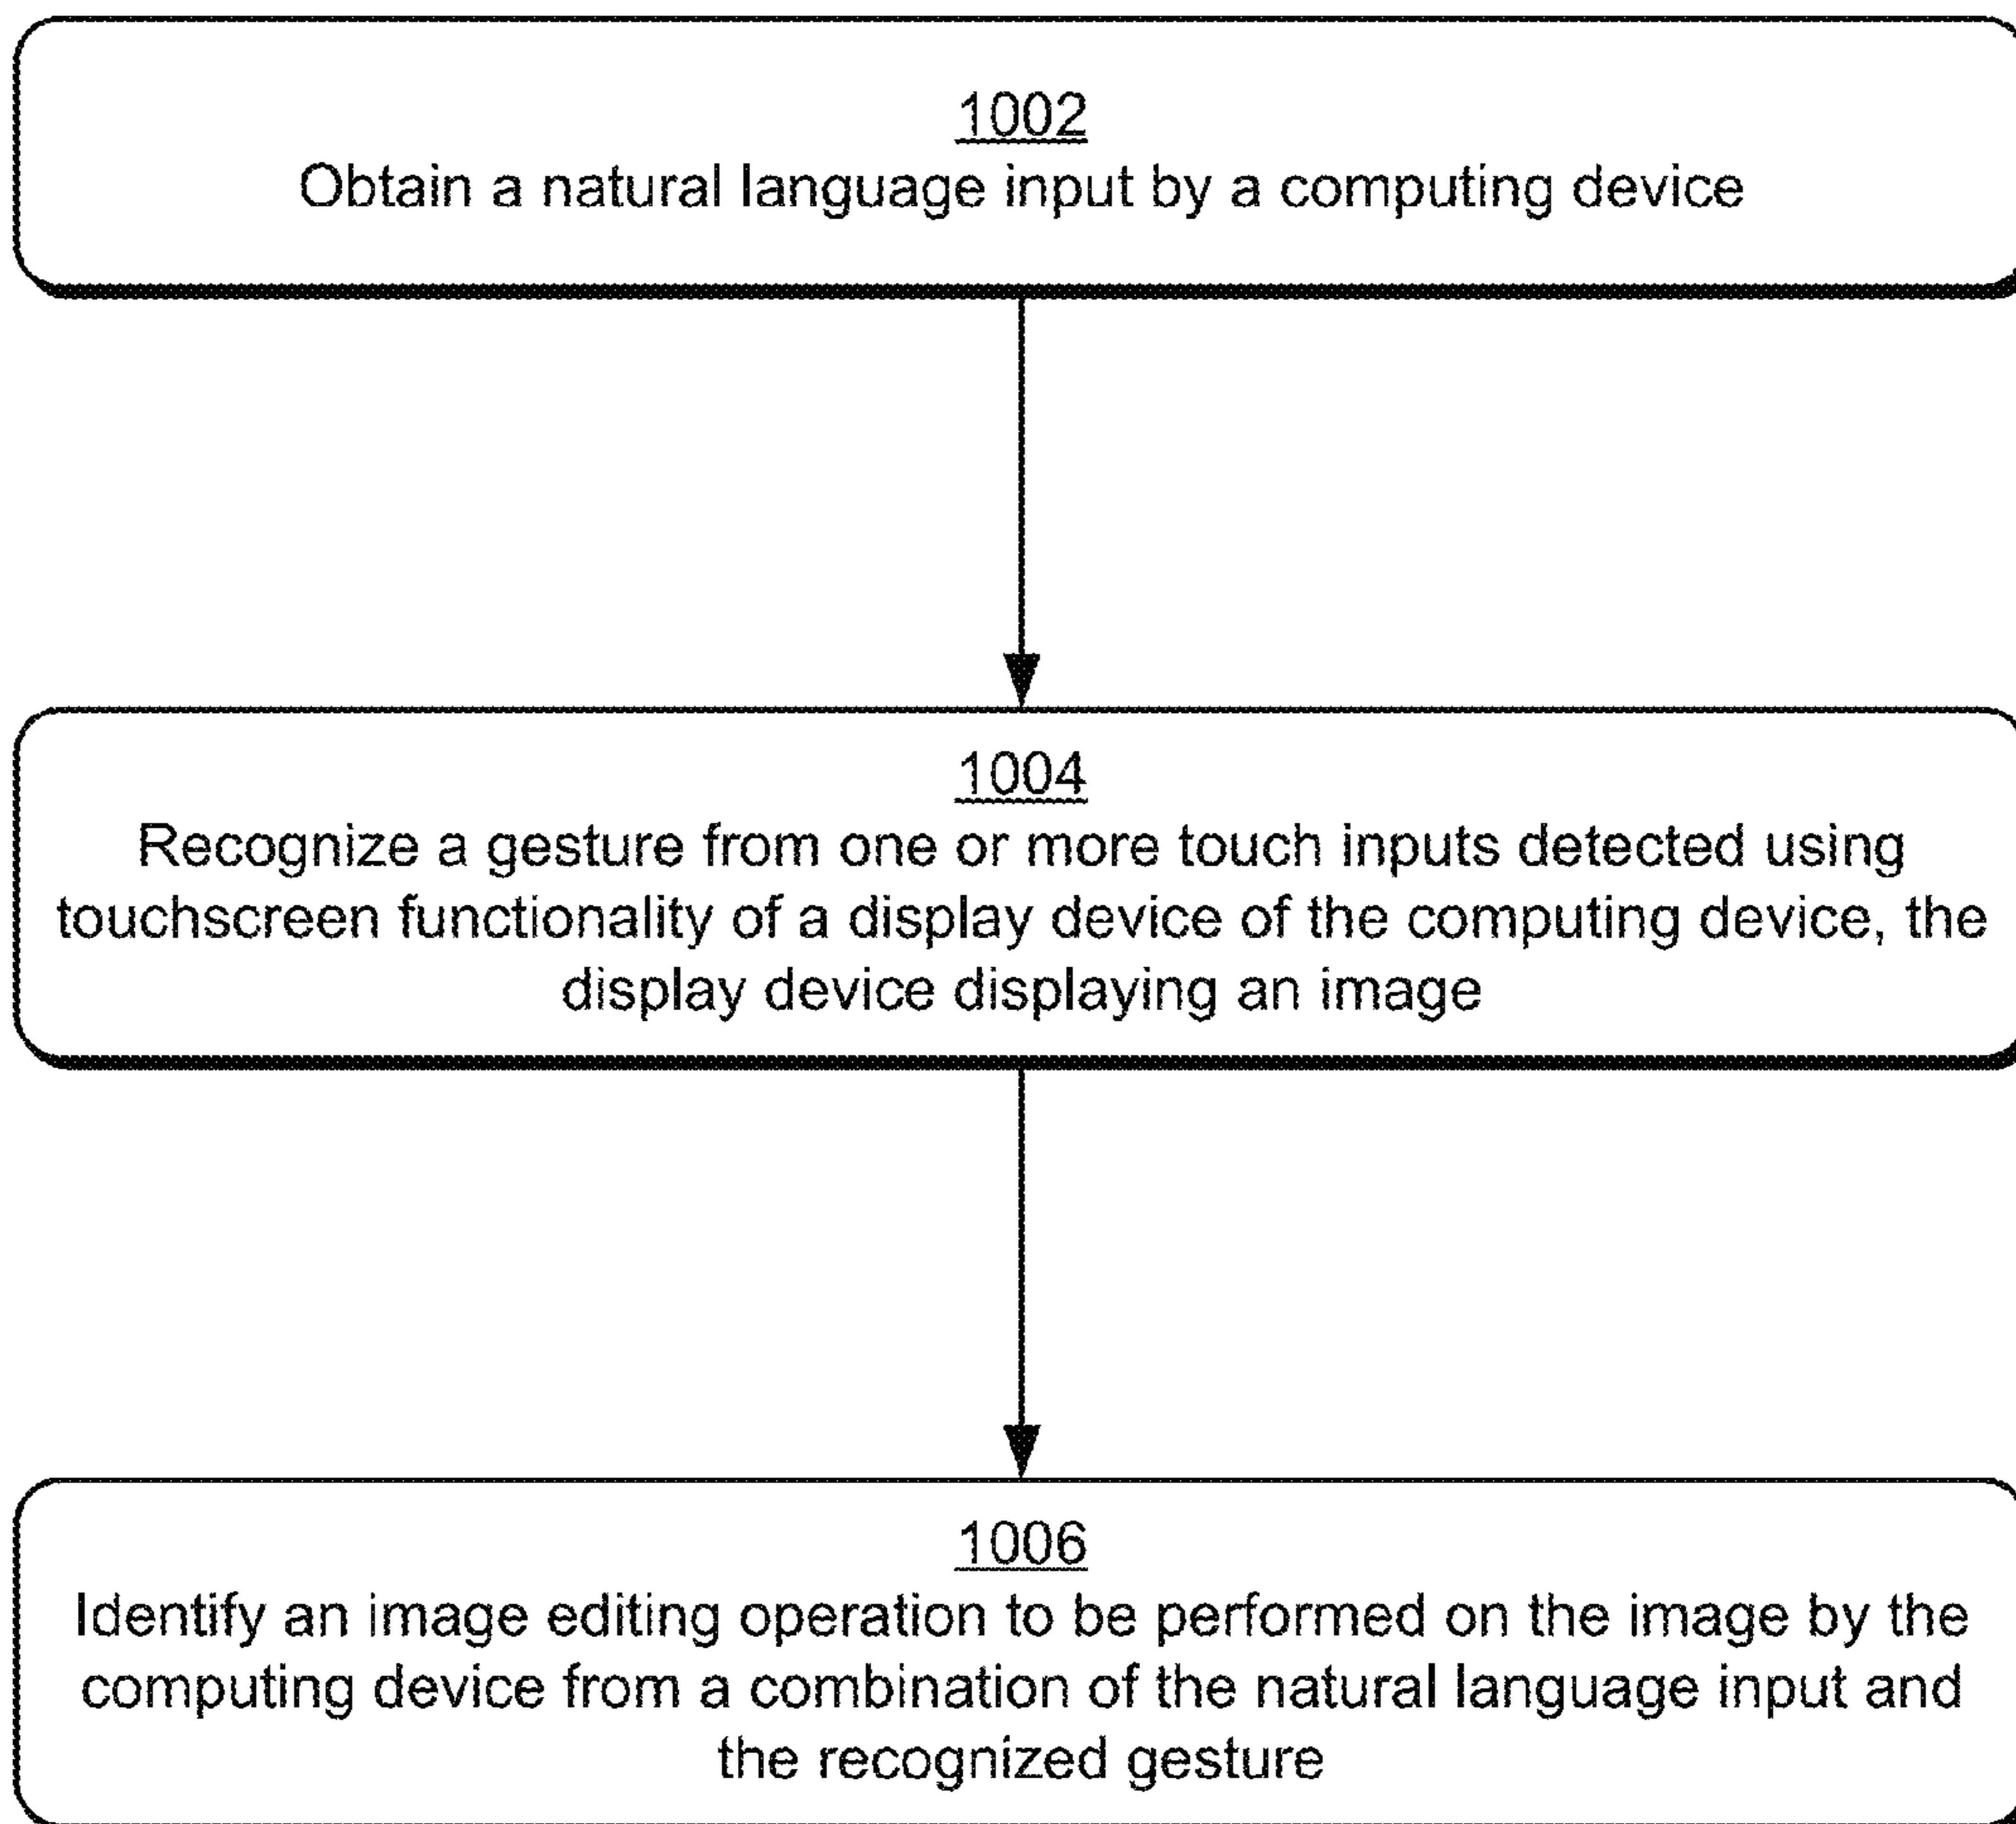 1002
Obtain a natural language input by a computing device
1004
Recognize a gesture from one or more touch inputs detected using
touchscreen functionality of a display device of the computing device, the
display device displaying an image
1006
Identify an image editing operation to be performed on the image by the
computing device from a combination of the natural language input and
the recognized gesture